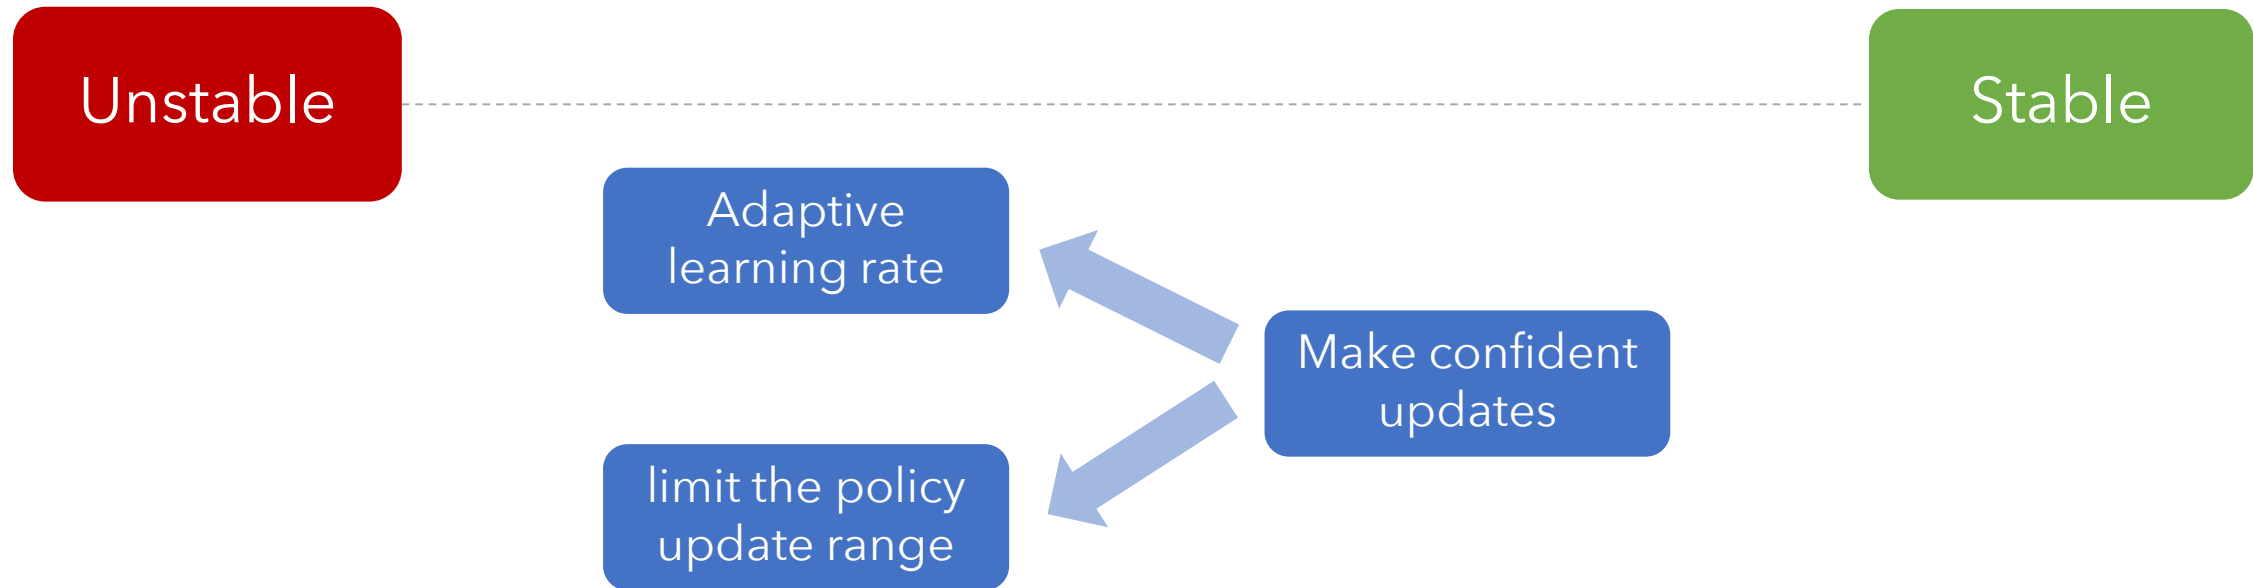 Unstable
Stable
Adaptive
learning rate
Make confident
updates
limit the policy
update range